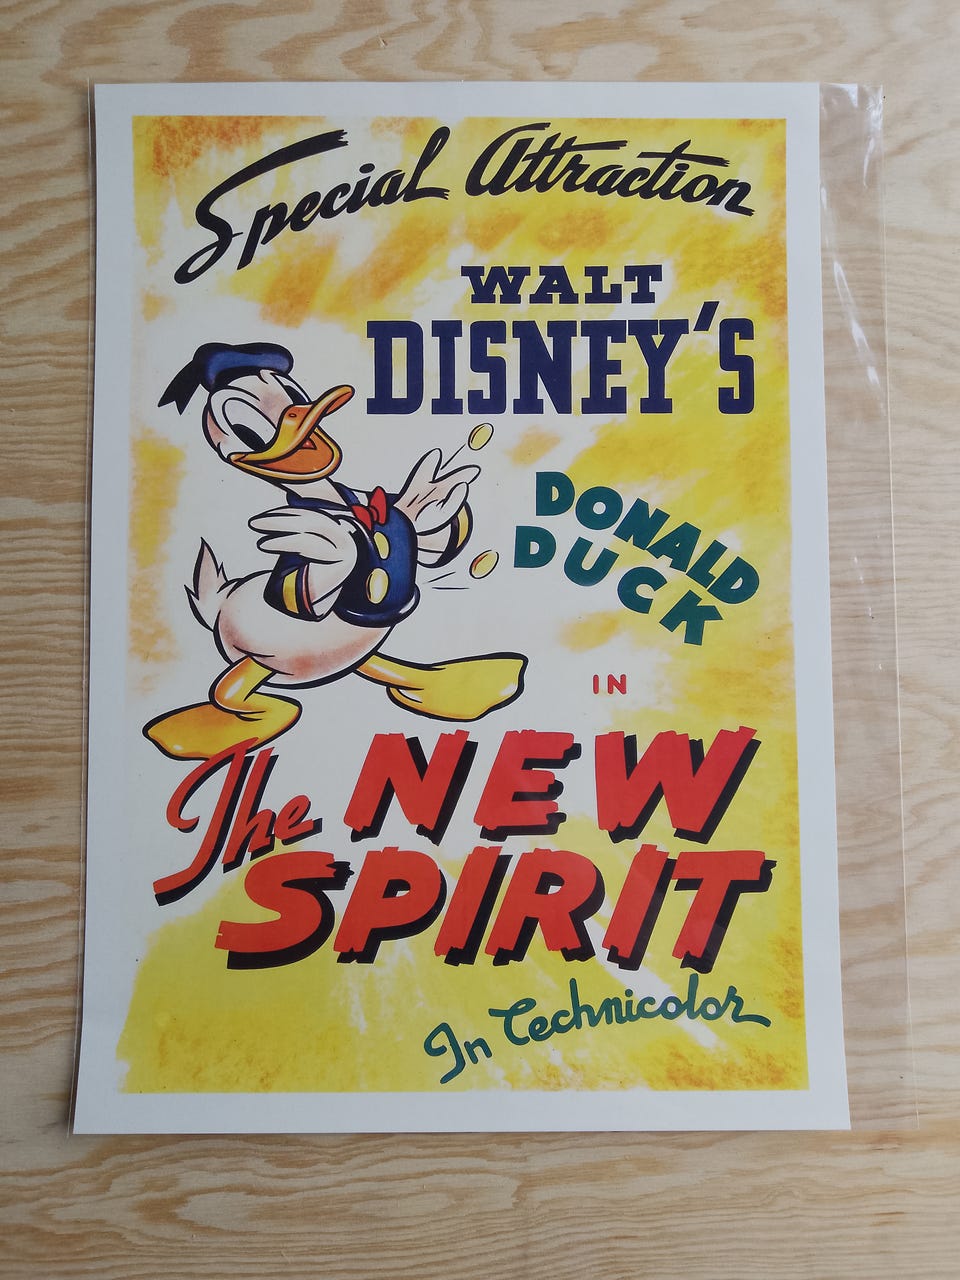 Special Attraction
WALT
DISNEY'S
DONALD
DUCK
IN
The NEW
SPIRIT
In Technicolor